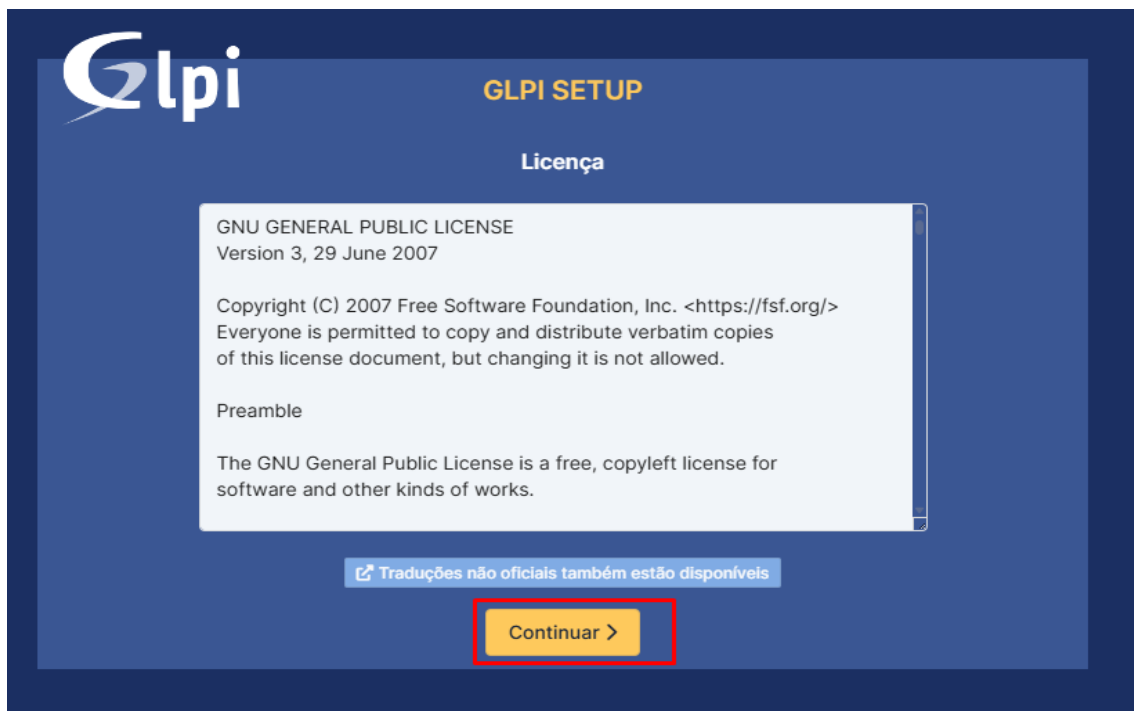 Glpi
GLPI SETUP
Licença
GNU GENERAL PUBLIC LICENSE
Version 3, 29 June 2007
Copyright (C) 2007 Free Software Foundation, Inc. <https://fsf.org/>
Everyone is permitted to copy and distribute verbatim copies
of this license document, but changing it is not allowed.
Preamble
The GNU General Public License is a free, copyleft license for
software and other kinds of works.
Traduções não oficiais também estão disponíveis
Continuar